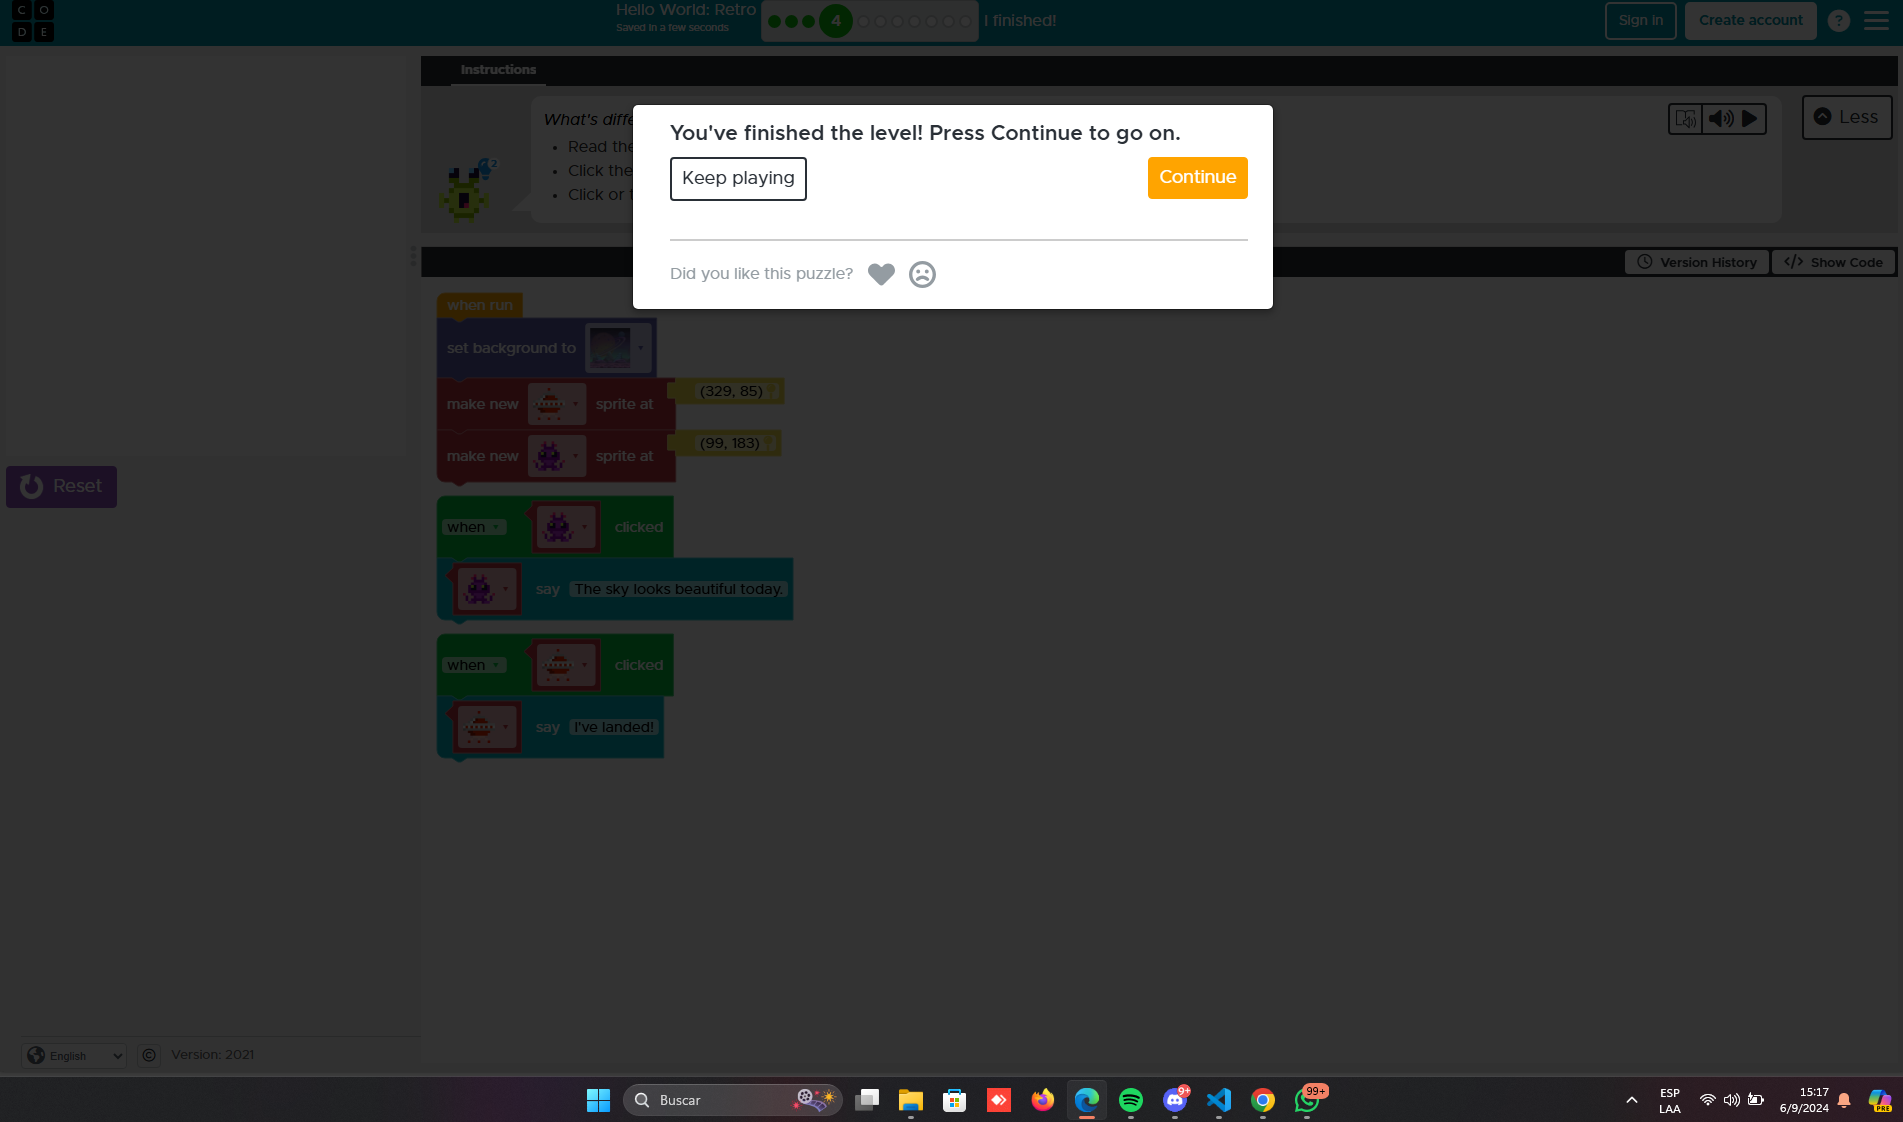 C O
D E
Hello World: Retro
Saved in a few seconds
4
I finished!
Sign in
Create account
?
Instructions
What's diffe
Read the
Click the
Click or t
2
Less
You've finished the level! Press Continue to go on.
Keep playing
Continue
Did you like this puzzle?
Version History
</> Show Code
when run
set background to
make new sprite at (329, 85)
make new sprite at (99, 183)
Reset
when clicked
say The sky looks beautiful today.
when clicked
say I've landed!
English
© Version: 2021
Buscar
9+
99+
ESP
LAA
15:17
6/9/2024
PRE